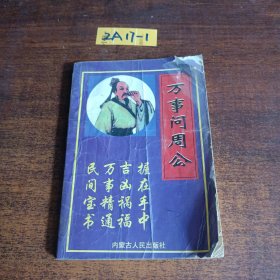 2A17-1
万事问周公
握在手中
吉凶祸福
万事精通
民间宝书
内蒙古人民出版社